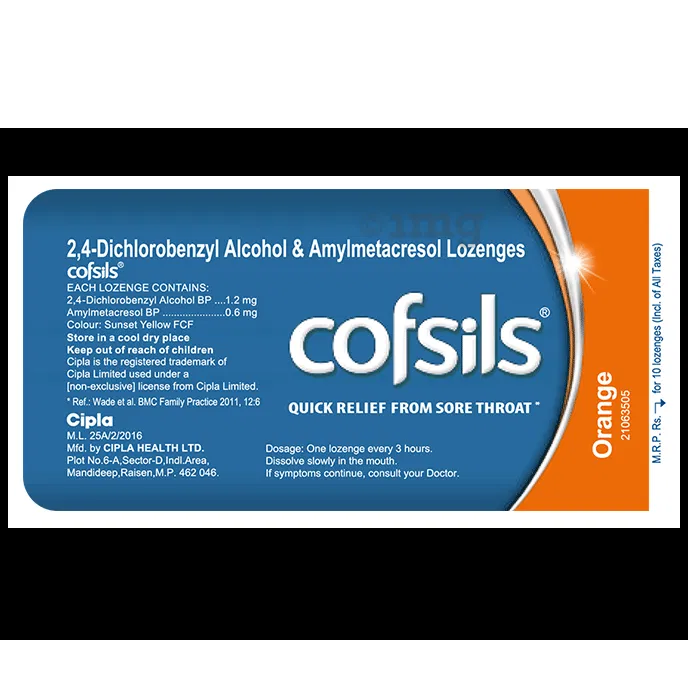 2,4-Dichlorobenzyl Alcohol & Amylmetacresol Lozenges
cofsils®
EACH LOZENGE CONTAINS:
2,4-Dichlorobenzyl Alcohol BP ....1.2 mg
Amylmetacresol BP ......................0.6 mg
Colour: Sunset Yellow FCF
Store in a cool dry place
Keep out of reach of children
Cipla is the registered trademark of
Cipla Limited used under a
[non-exclusive] license from Cipla Limited.
* Ref.: Wade et al. BMC Family Practice 2011, 12:6
Cipla
M.L. 25A/2/2016
Mfd. by CIPLA HEALTH LTD.
Plot No.6-A,Sector-D,Indl.Area,
Mandideep,Raisen,M.P. 462 046.
cofsils®
QUICK RELIEF FROM SORE THROAT *
Dosage: One lozenge every 3 hours.
Dissolve slowly in the mouth.
If symptoms continue, consult your Doctor.
Orange
21063505
M.R.P. Rs. for 10 lozenges (Incl. of All Taxes)
1mg